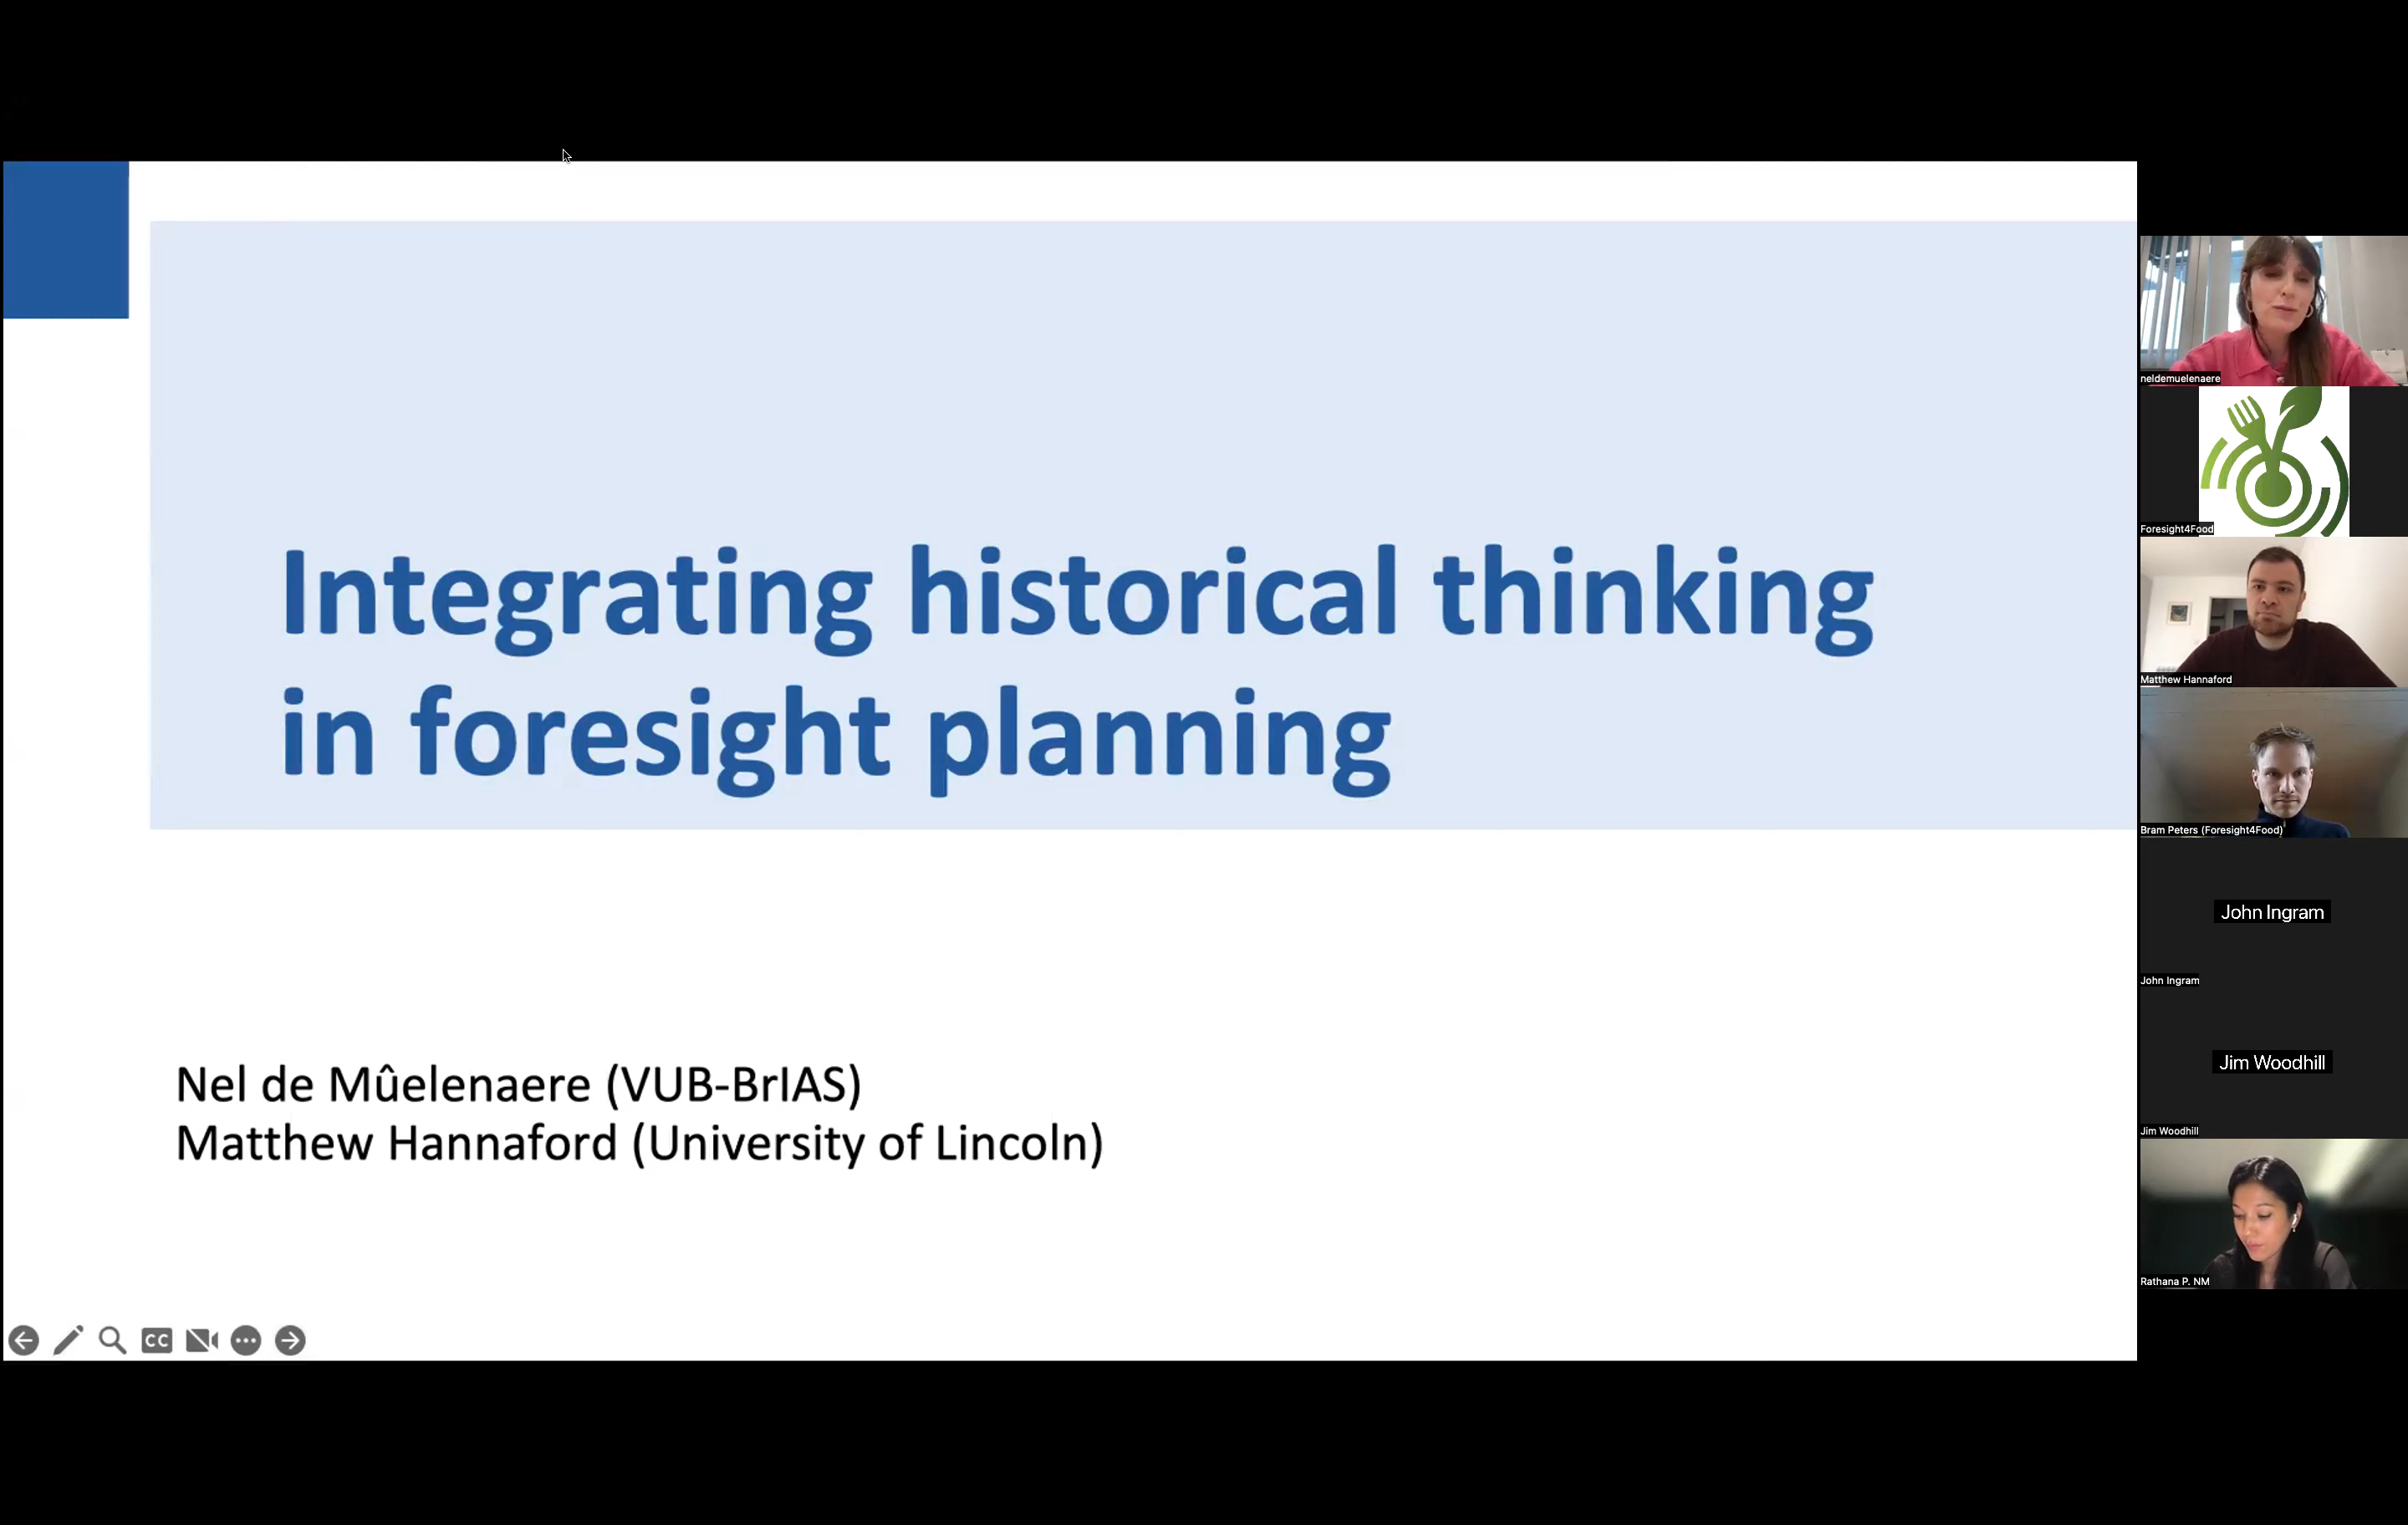 Integrating historical thinking
in foresight planning
Nel de Mûelenaere (VUB-BrIAS)
Matthew Hannaford (University of Lincoln)
CC
neldemuelenaere
Foresight4Food
Matthew Hannaford
Bram Peters (Foresight4Food)
John Ingram
John Ingram
Jim Woodhill
Jim Woodhill
Rathana P. NM